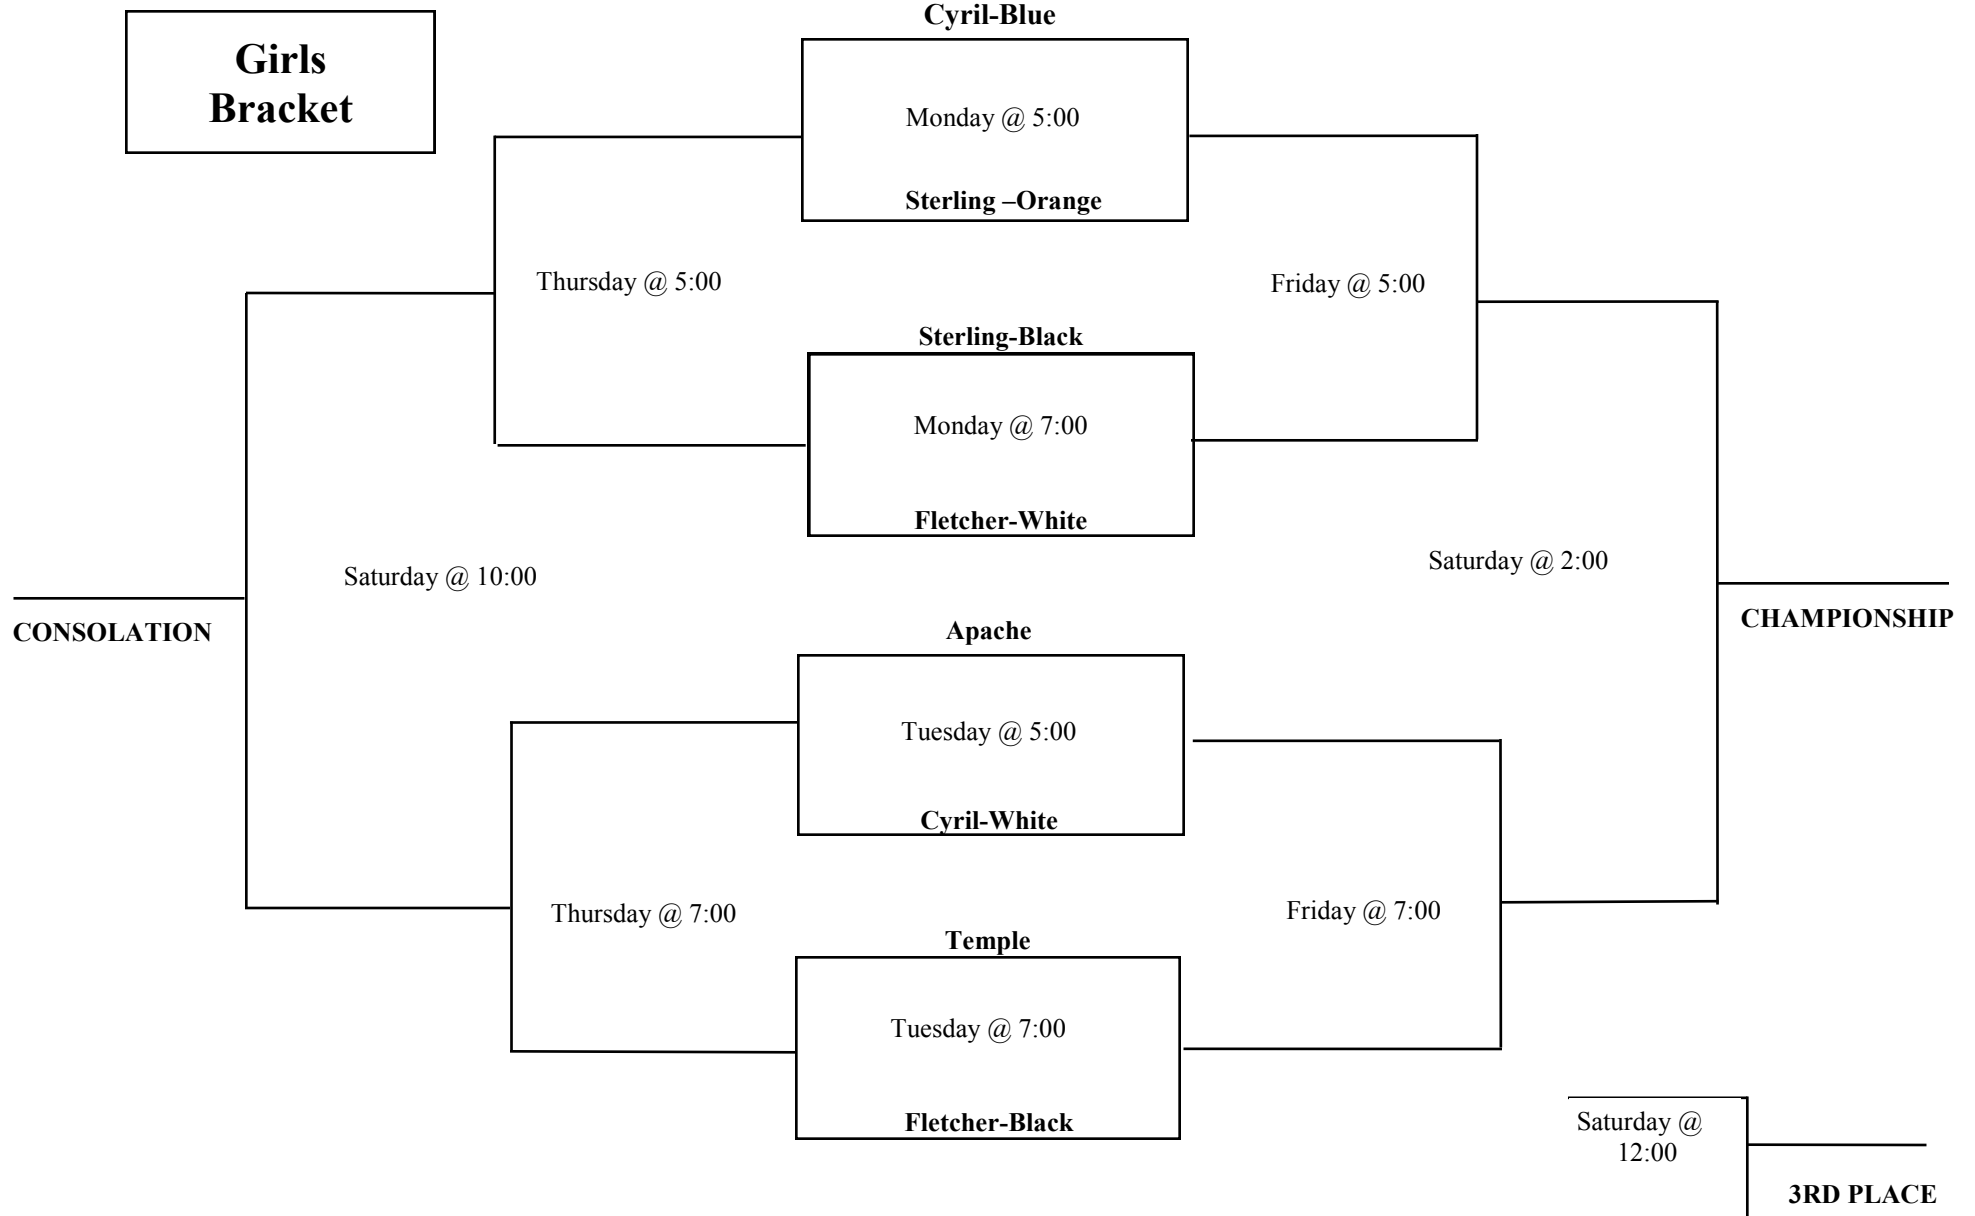 Girls
Bracket
Cyril-Blue
Monday @ 5:00
Sterling –Orange
Thursday @ 5:00
Friday @ 5:00
Sterling-Black
Monday @ 7:00
Fletcher-White
Saturday @ 10:00
Saturday @ 2:00
CONSOLATION
CHAMPIONSHIP
Apache
Tuesday @ 5:00
Cyril-White
Thursday @ 7:00
Friday @ 7:00
Temple
Tuesday @ 7:00
Fletcher-Black
Saturday @
12:00
3RD PLACE